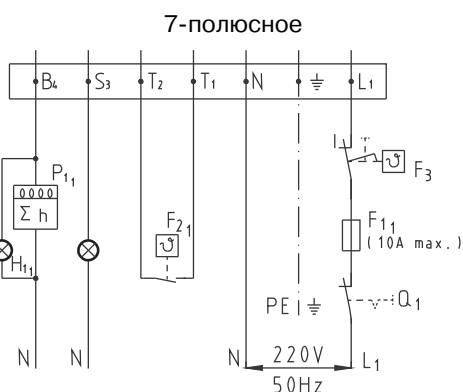 7-полюсное
B4 S3 T2 T1 N L1
P11
F3
Σ h
F21
F11
(10A max.)
H11
PE
Q1
N N N 220V L1
50Hz